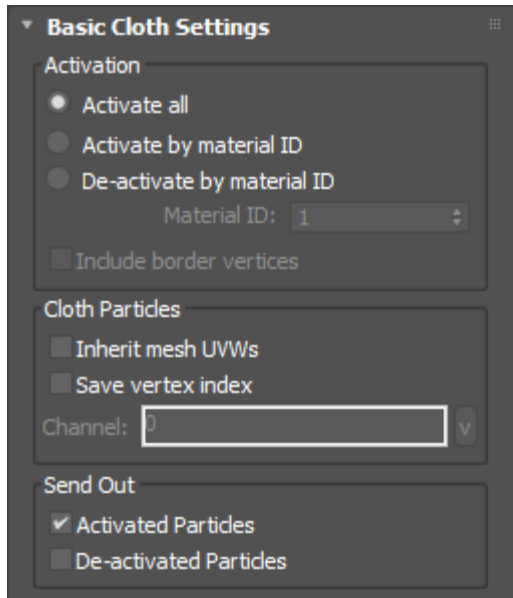 Basic Cloth Settings
Activation
Activate all
Activate by material ID
De-activate by material ID
Material ID: 1
Include border vertices
Cloth Particles
Inherit mesh UVWs
Save vertex index
Channel: 0 v
Send Out
Activated Particles
De-activated Particles